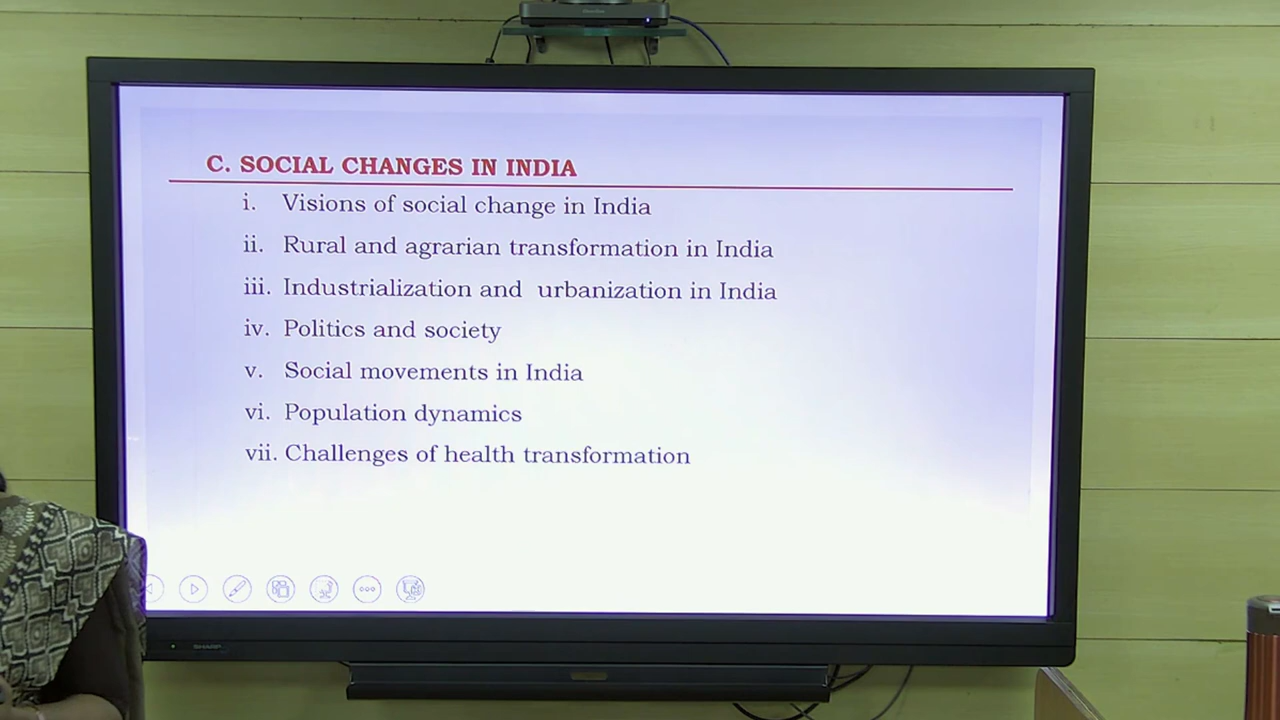 C. SOCIAL CHANGES IN INDIA
i. Visions of social change in India
ii. Rural and agrarian transformation in India
iii. Industrialization and urbanization in India
iv. Politics and society
v. Social movements in India
vi. Population dynamics
vii. Challenges of health transformation
SHARP